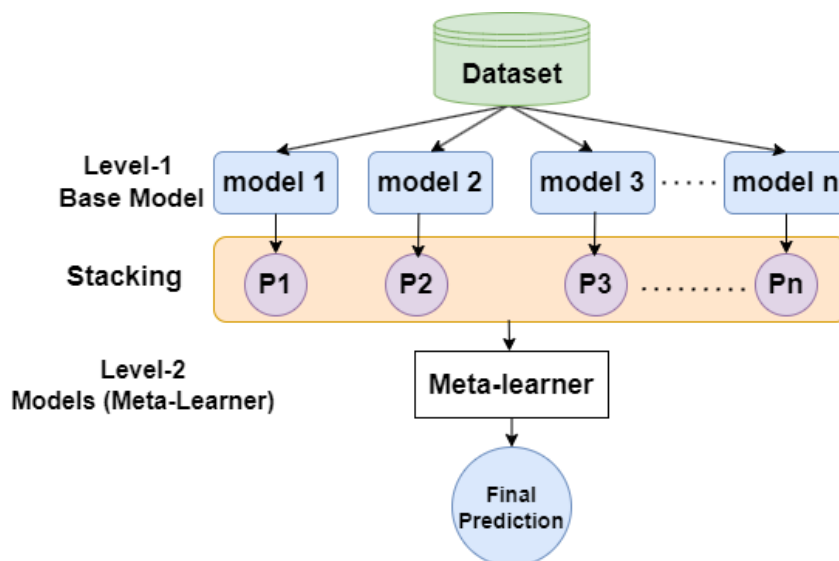 Dataset
Level-1
Base Model
model 1
model 2
model 3
......
model n
Stacking
P1
P2
P3
.........
Pn
Level-2
Models (Meta-Learner)
Meta-learner
Final
Prediction